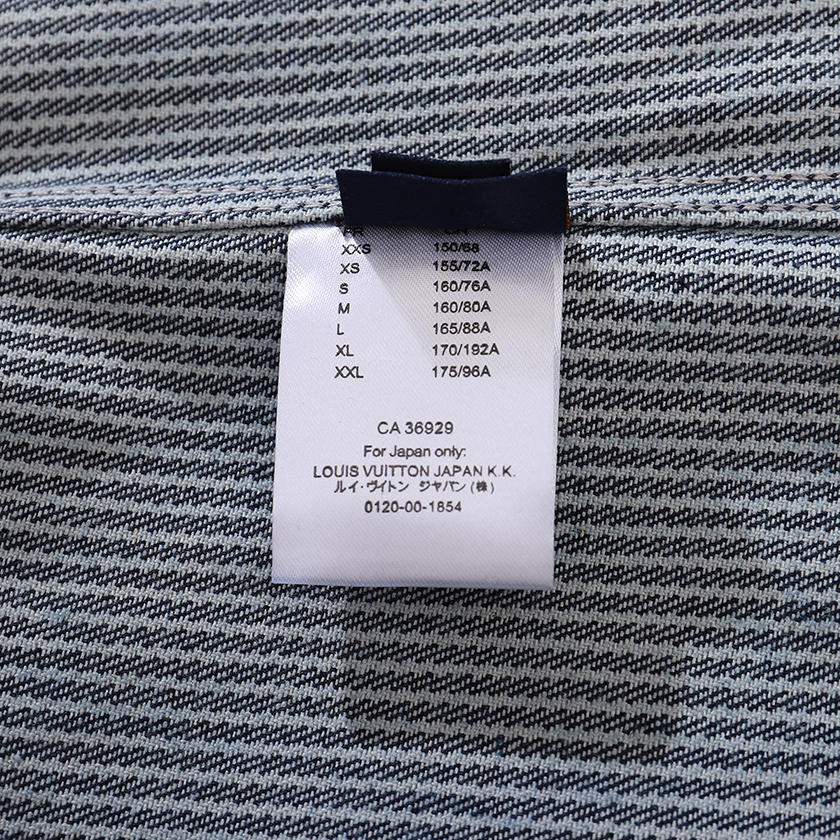 FR CN
XXS 150/68
XS 155/72A
S 160/76A
M 160/80A
L 165/88A
XL 170/192A
XXL 175/96A
CA 36929
For Japan only:
LOUIS VUITTON JAPAN K.K.
ルイ・ヴィトン ジャパン (株)
0120-00-1854